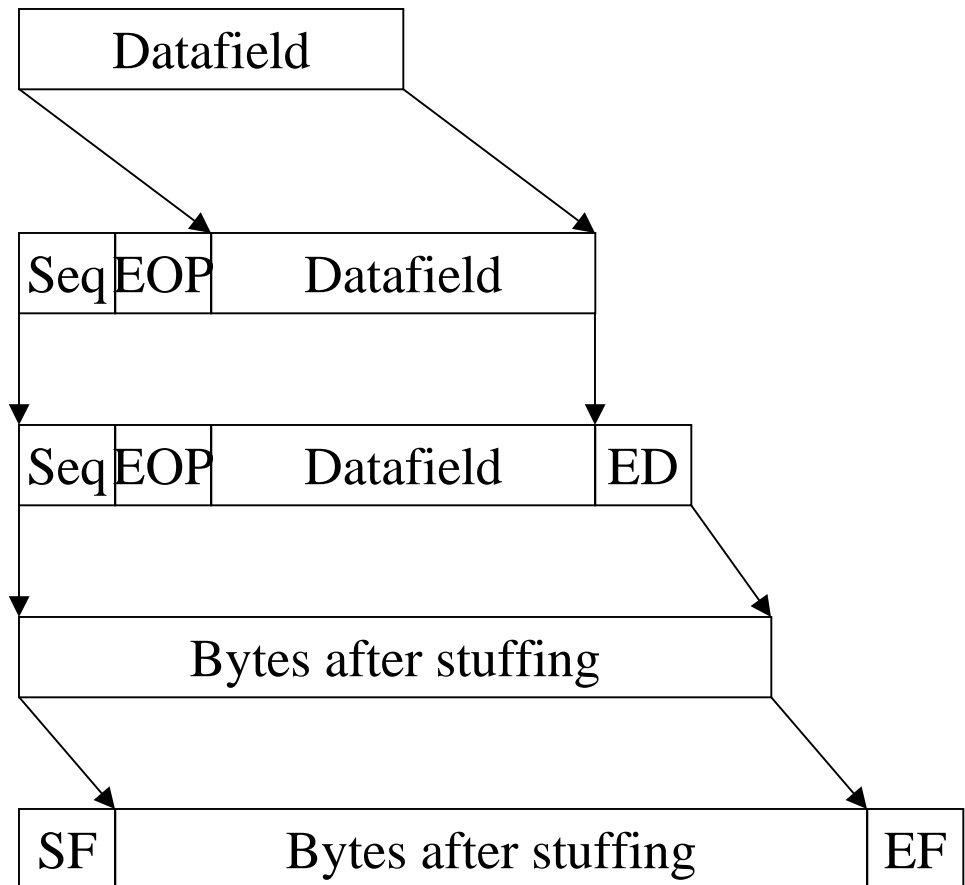 Datafield
Seq EOP Datafield
Seq EOP Datafield ED
Bytes after stuffing
SF Bytes after stuffing EF